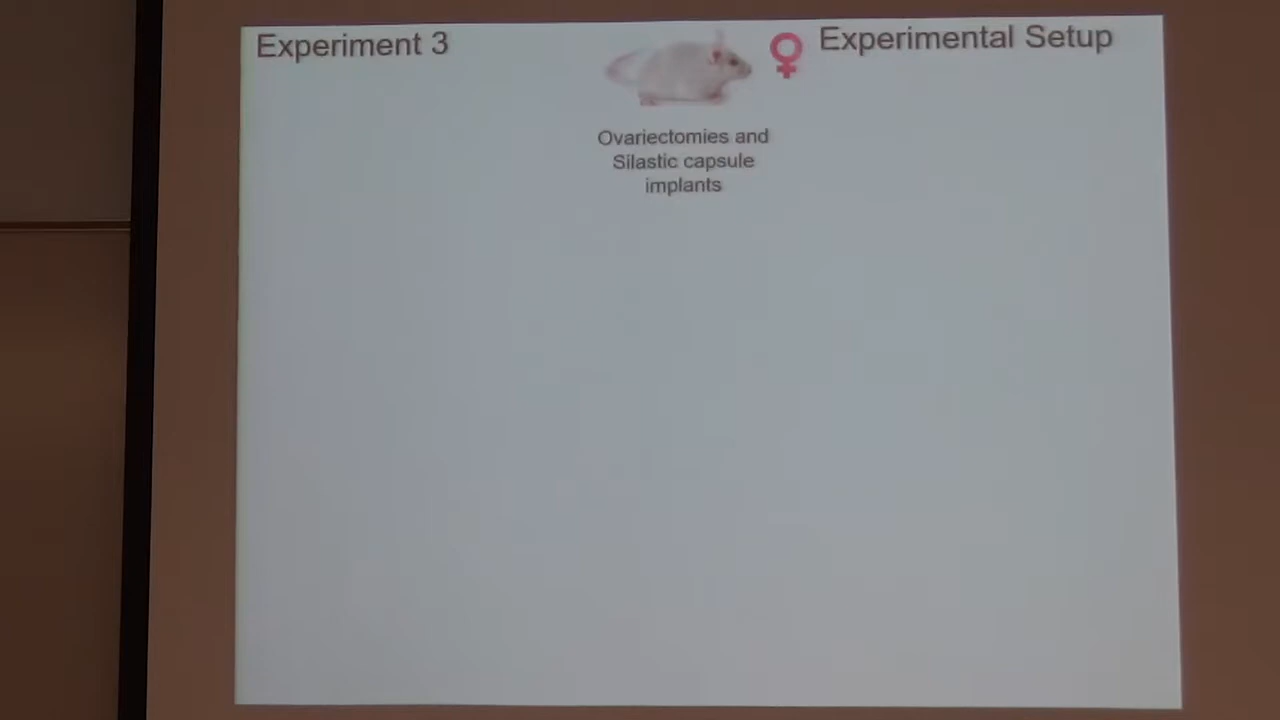 Experiment 3
Experimental Setup
Ovariectomies and
Silastic capsule
implants